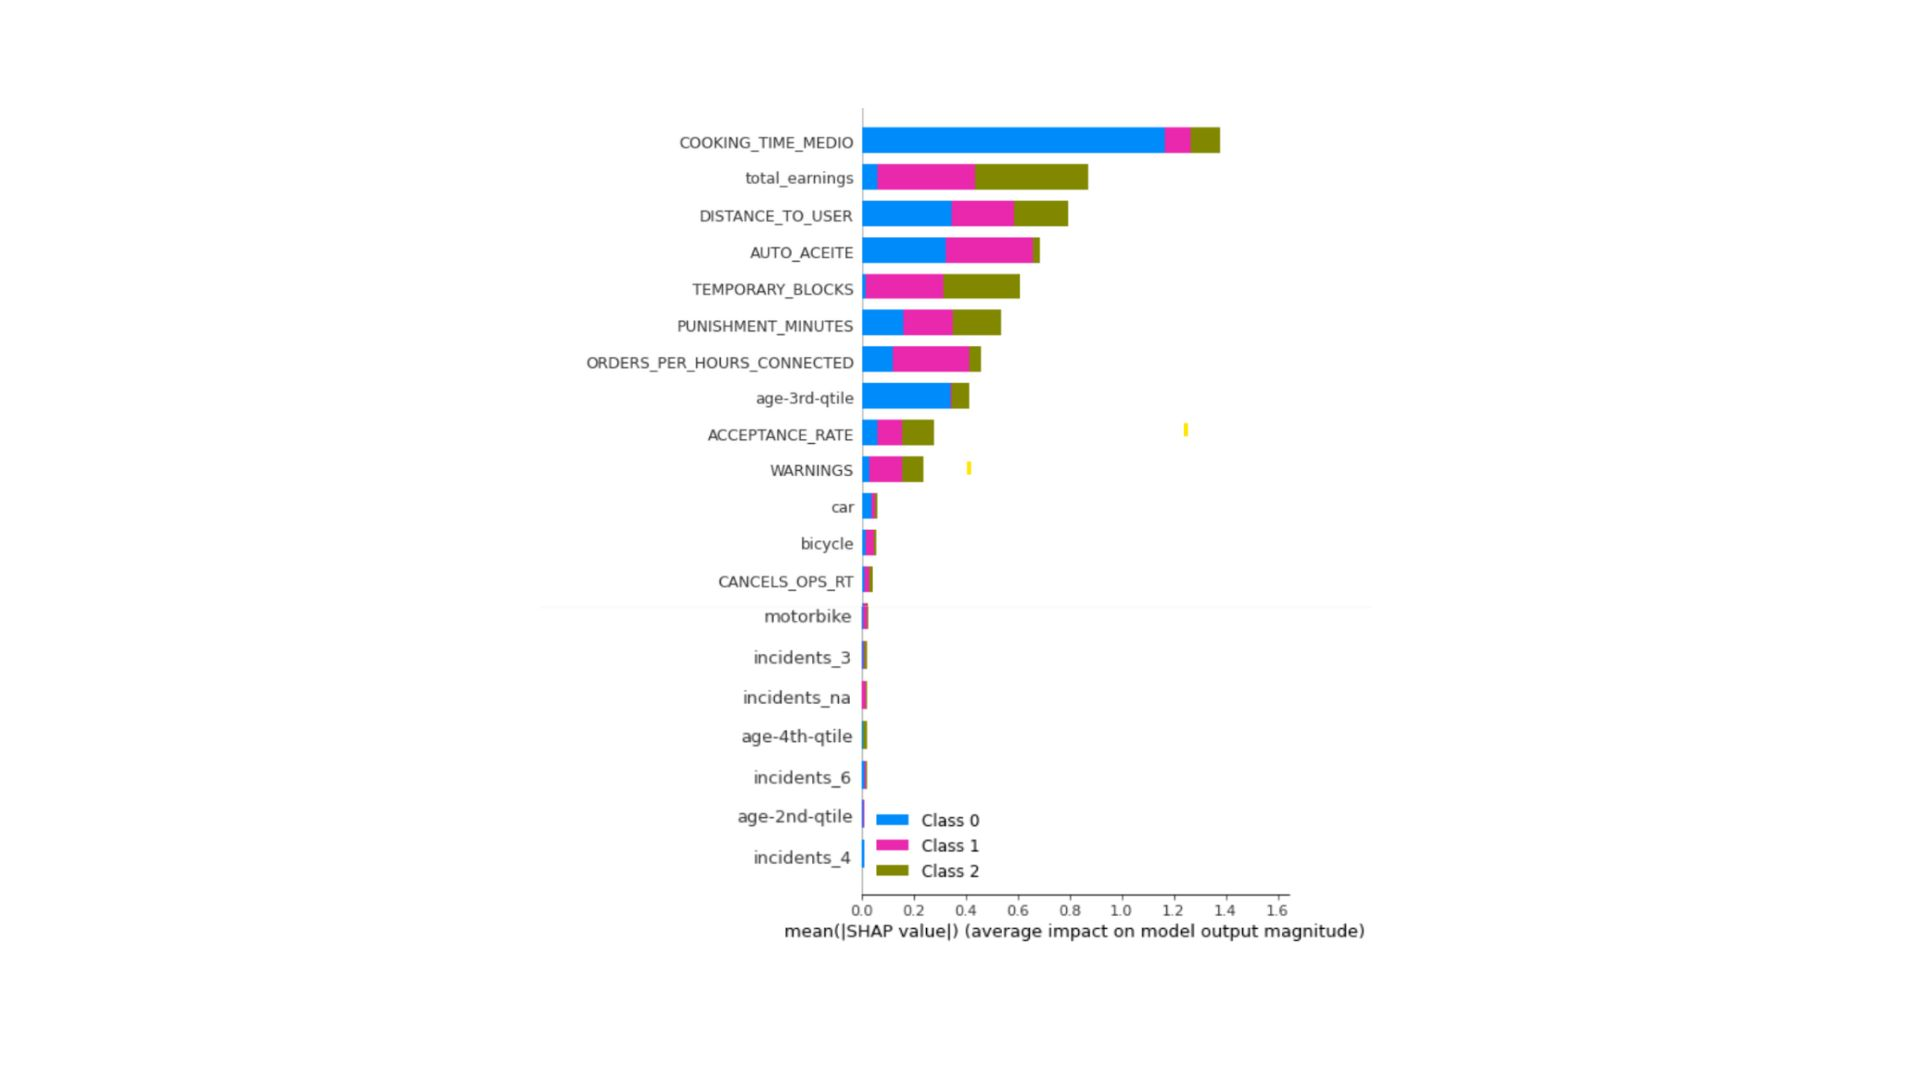 COOKING_TIME_MEDIO
total_earnings
DISTANCE_TO_USER
AUTO_ACEITE
TEMPORARY_BLOCKS
PUNISHMENT_MINUTES
ORDERS_PER_HOURS_CONNECTED
age-3rd-qtile
ACCEPTANCE_RATE
WARNINGS
car
bicycle
CANCELS_OPS_RT
motorbike
incidents_3
incidents_na
age-4th-qtile
incidents_6
age-2nd-qtile
incidents_4
Class 0
Class 1
Class 2
0.0 0.2 0.4 0.6 0.8 1.0 1.2 1.4 1.6
mean(|SHAP value|) (average impact on model output magnitude)